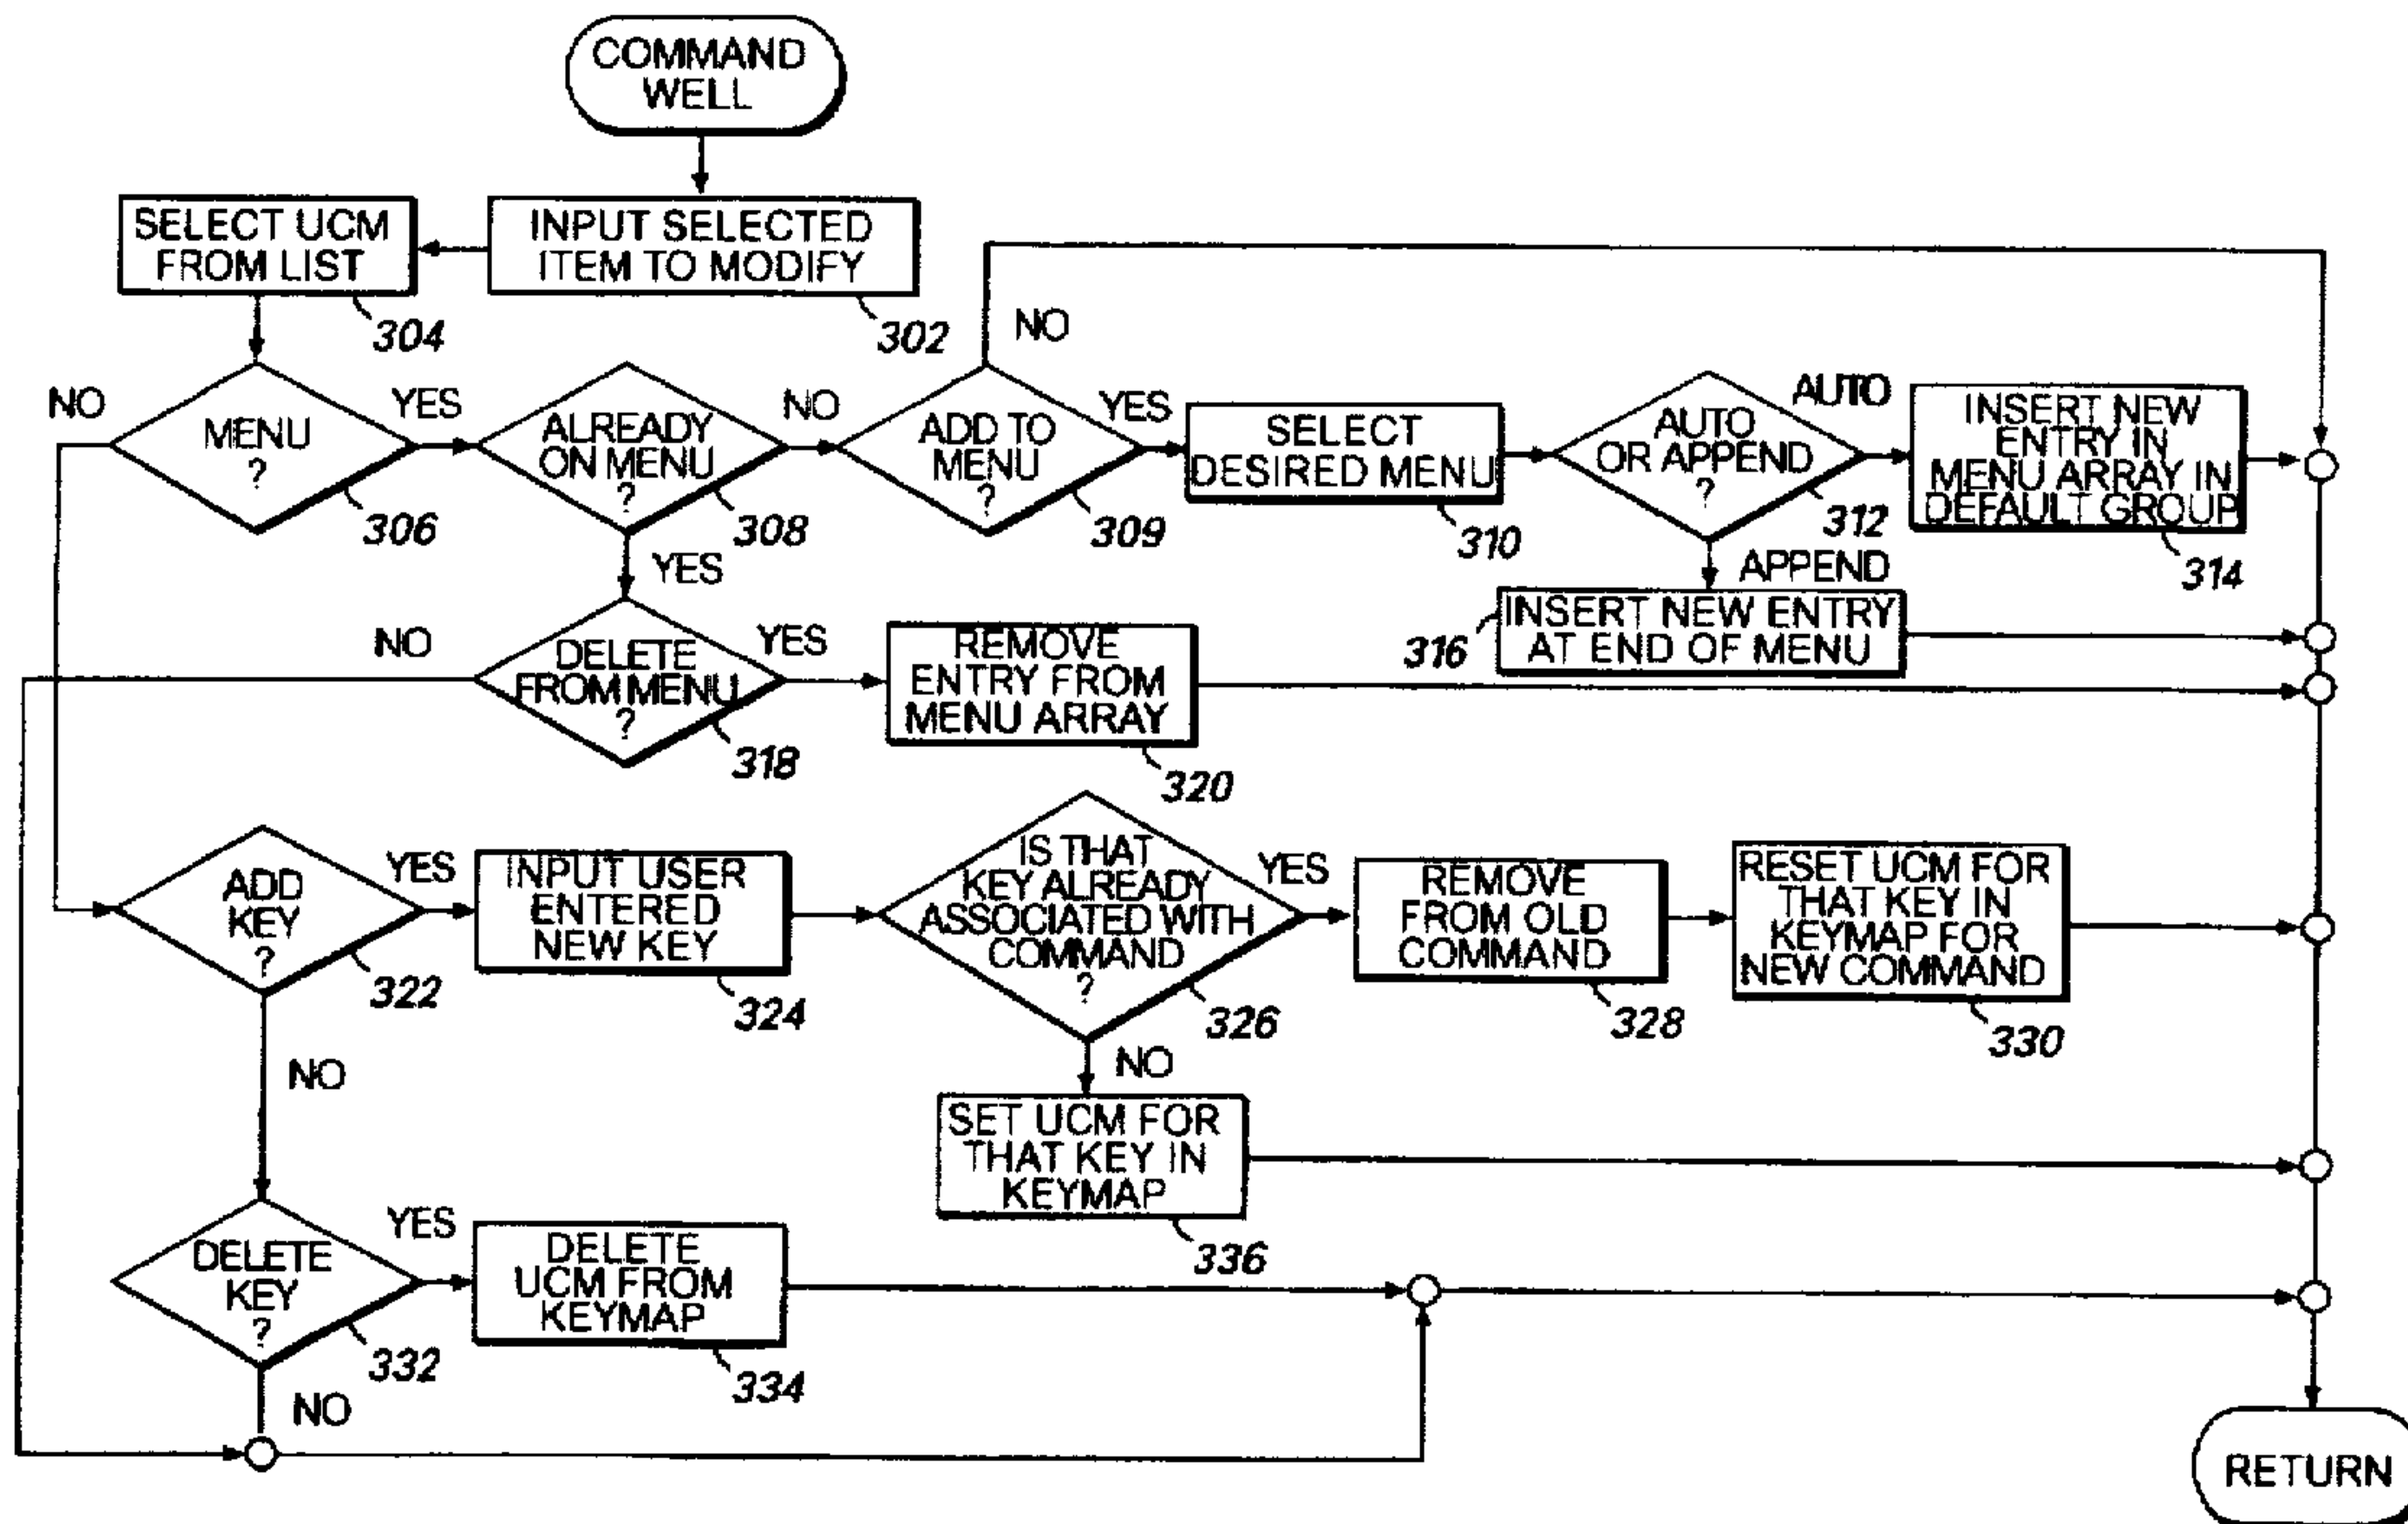 COMMAND
WELL
SELECT UCM
FROM LIST
304
INPUT SELECTED
ITEM TO MODIFY
302
NO
MENU
?
306
YES
ALREADY
ON MENU
?
308
NO
ADD TO
MENU
?
309
NO
YES
SELECT
DESIRED MENU
310
AUTO
OR APPEND
?
312
AUTO
INSERT NEW
ENTRY IN
MENU ARRAY IN
DEFAULT GROUP
314
APPEND
316
INSERT NEW ENTRY
AT END OF MENU
YES
NO
DELETE
FROM MENU
?
318
YES
REMOVE
ENTRY FROM
MENU ARRAY
320
ADD
KEY
?
322
YES
INPUT USER
ENTERED
NEW KEY
324
IS THAT
KEY ALREADY
ASSOCIATED WITH
COMMAND
?
326
YES
REMOVE
FROM OLD
COMMAND
328
RESET UCM FOR
THAT KEY IN
KEYMAP FOR
NEW COMMAND
330
NO
NO
SET UCM FOR
THAT KEY IN
KEYMAP
336
DELETE
KEY
?
332
YES
DELETE
UCM FROM
KEYMAP
334
NO
RETURN